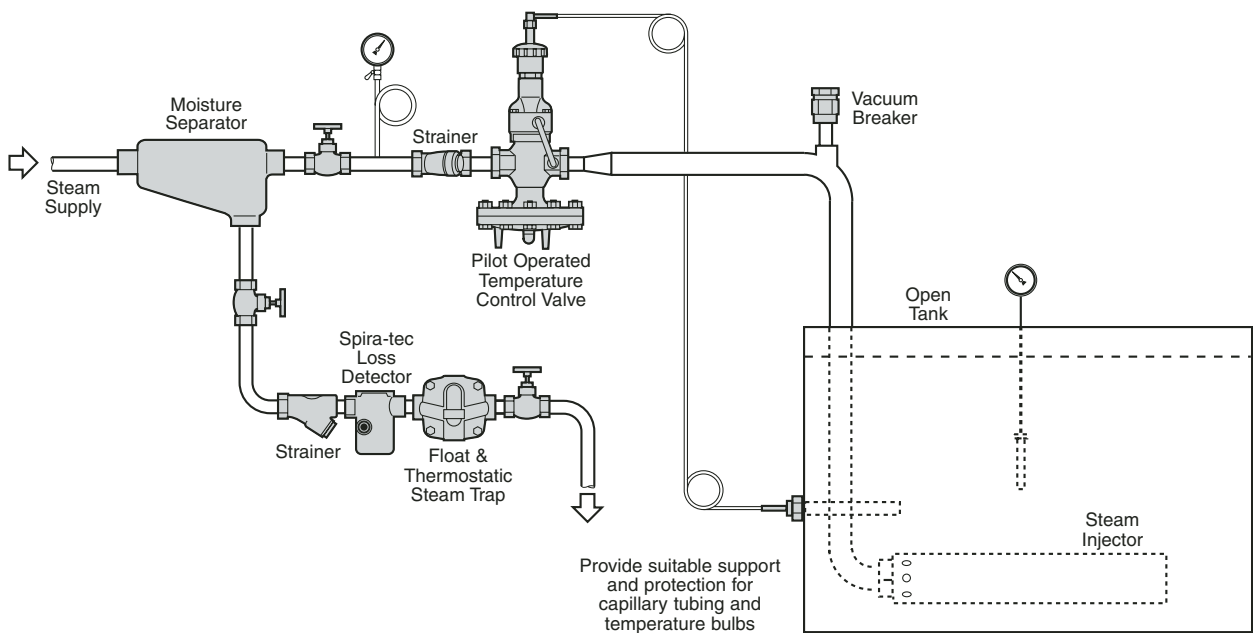 Moisture
Separator
Steam
Supply
Strainer
Vacuum
Breaker
Pilot Operated
Temperature
Control Valve
Open
Tank
Spira-tec
Loss
Detector
Strainer
Float &
Thermostatic
Steam Trap
Steam
Injector
Provide suitable support
and protection for
capillary tubing and
temperature bulbs